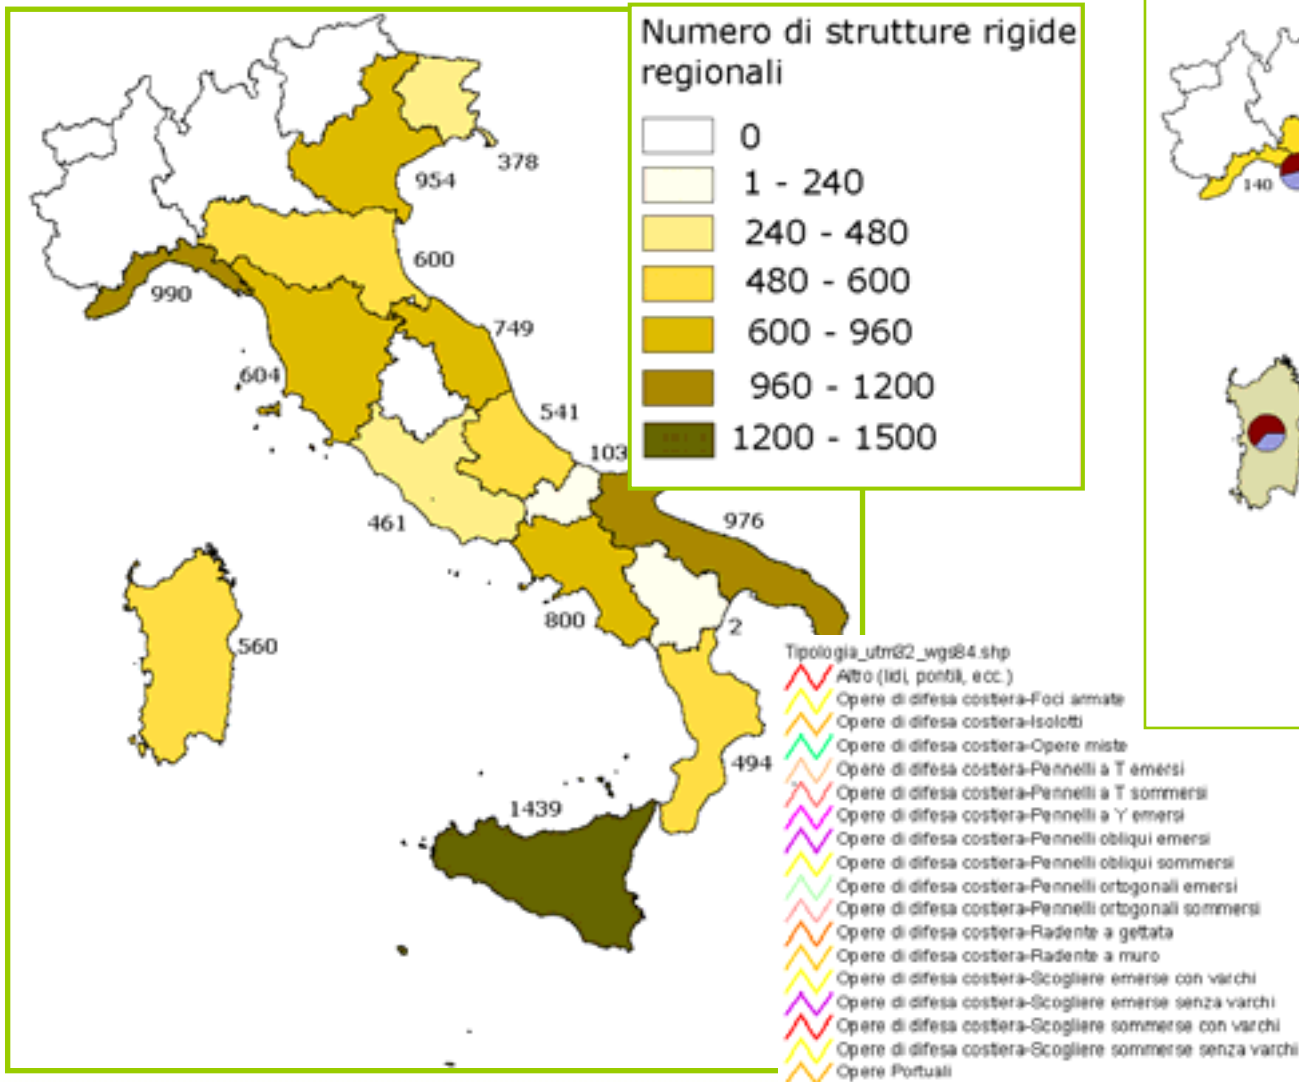 Numero di strutture rigide
regionali
0
1 - 240
240 - 480
480 - 600
600 - 960
960 - 1200
1200 - 1500
378
954
600
990
749
604
541
103
461
976
800
2
560
494
1439
140
Tipologia_utm32_wgs84.shp
Altro (lidi, pontili, ecc.)
Opere di difesa costiera-Foci armate
Opere di difesa costiera-Isolotti
Opere di difesa costiera-Opere miste
Opere di difesa costiera-Pennelli a T emersi
Opere di difesa costiera-Pennelli a T sommersi
Opere di difesa costiera-Pennelli a Y emersi
Opere di difesa costiera-Pennelli obliqui emersi
Opere di difesa costiera-Pennelli obliqui sommersi
Opere di difesa costiera-Pennelli ortogonali emersi
Opere di difesa costiera-Pennelli ortogonali sommersi
Opere di difesa costiera-Radente a gettata
Opere di difesa costiera-Radente a muro
Opere di difesa costiera-Scogliere emerse con varchi
Opere di difesa costiera-Scogliere emerse senza varchi
Opere di difesa costiera-Scogliere sommerse con varchi
Opere di difesa costiera-Scogliere sommerse senza varchi
Opere Portuali